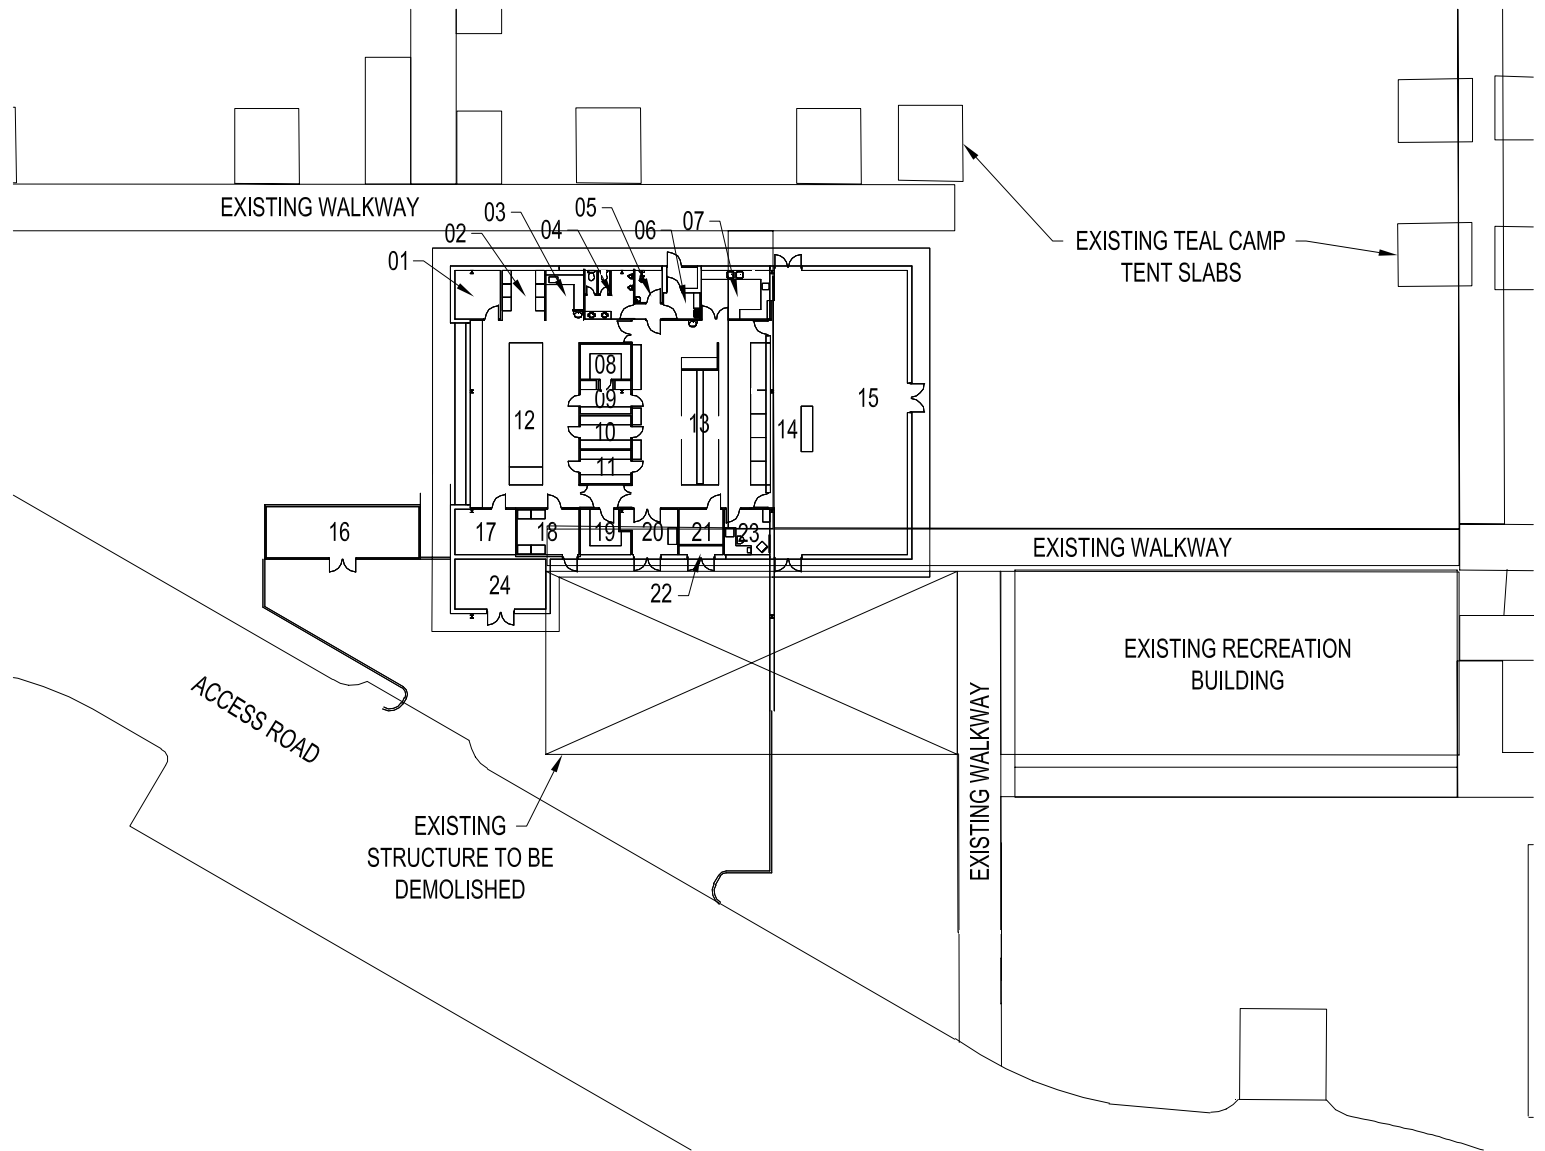 EXISTING WALKWAY
03
05
04
06
07
02
01
EXISTING TEAL CAMP
TENT SLABS
08
09
10
11
12
13
14
15
16
17
18
19
20
21
23
22
24
EXISTING WALKWAY
EXISTING RECREATION
BUILDING
ACCESS ROAD
EXISTING WALKWAY
EXISTING
STRUCTURE TO BE
DEMOLISHED